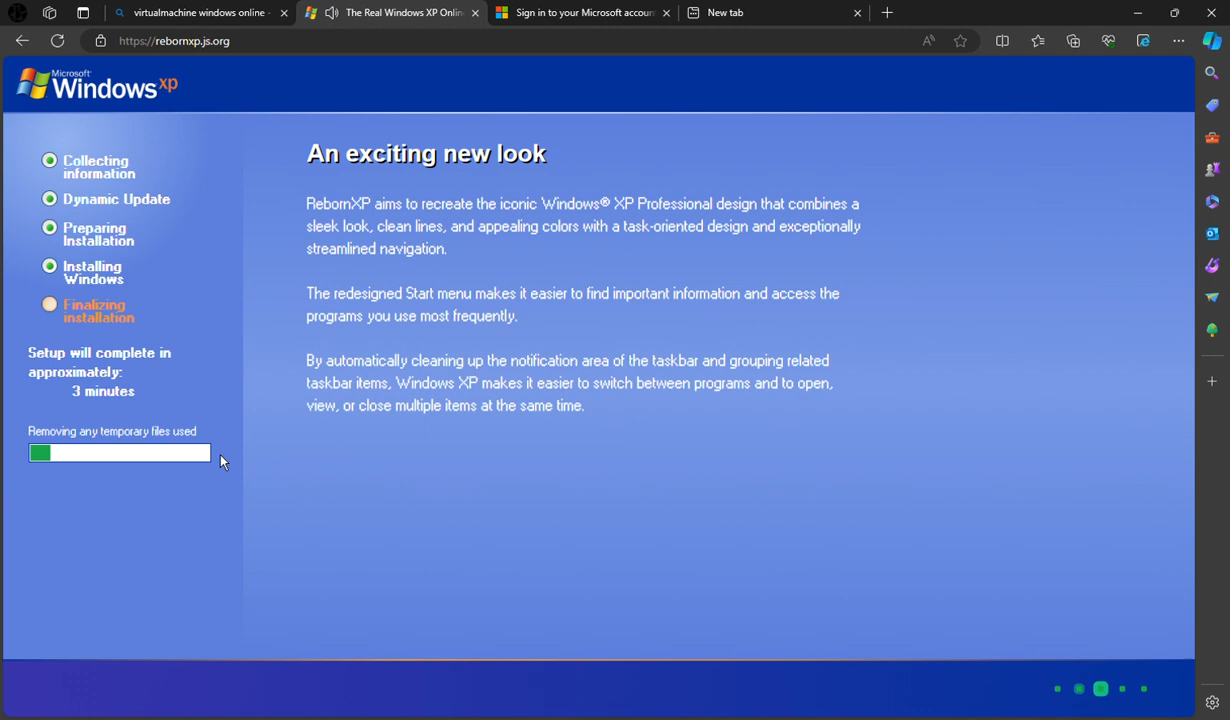 virtualmachine windows online -
The Real Windows XP Onlin
Sign in to your Microsoft accoun
New tab
https://rebornxp.js.org
Microsoft
Windows xp
Collecting
information
Dynamic Update
Preparing
Installation
Installing
Windows
Finalizing
installation
Setup will complete in
approximately:
3 minutes
Removing any temporary files used
An exciting new look
RebornXP aims to recreate the iconic Windows® XP Professional design that combines a
sleek look, clean lines, and appealing colors with a task-oriented design and exceptionally
streamlined navigation.
The redesigned Start menu makes it easier to find important information and access the
programs you use most frequently.
By automatically cleaning up the notification area of the taskbar and grouping related
taskbar items, Windows XP makes it easier to switch between programs and to open,
view, or close multiple items at the same time.